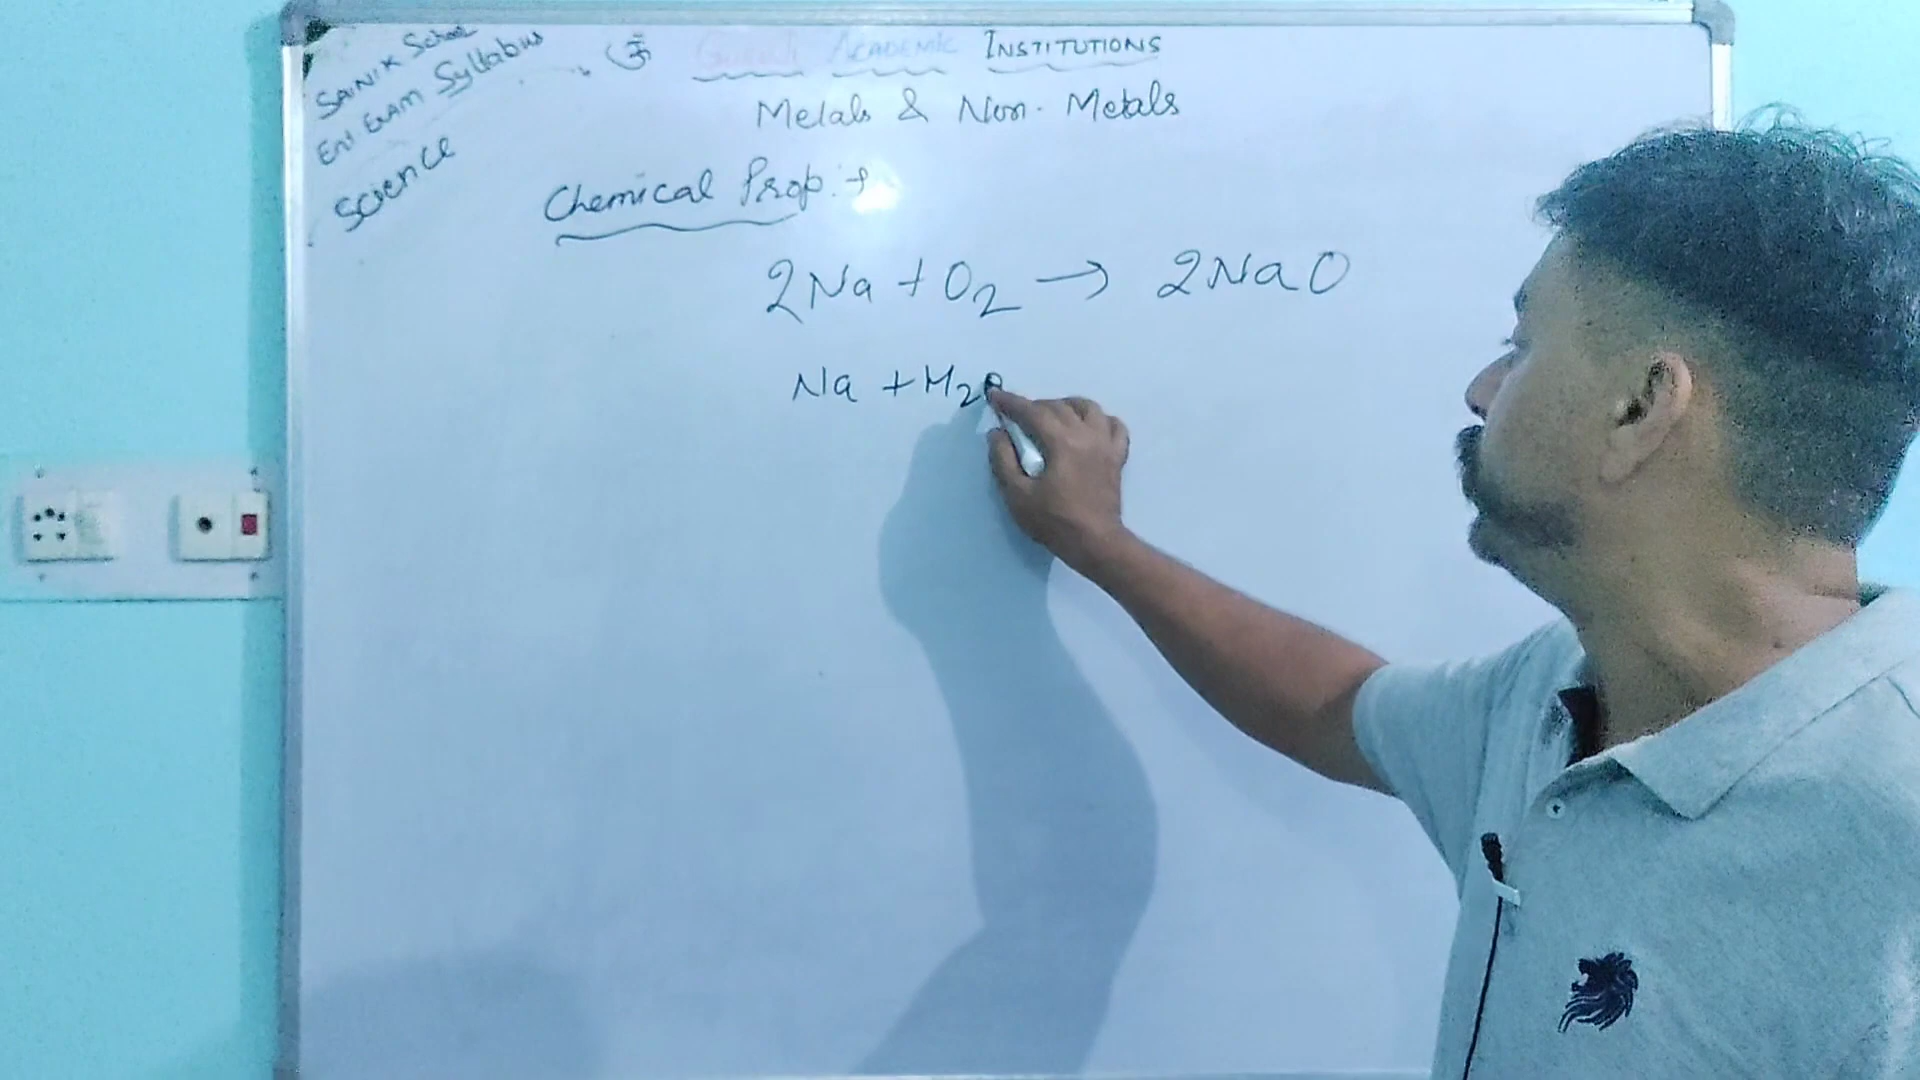 SAINIK School
Ent EXAM Syllabus
Science
ॐ ACADEMIC INSTITUTIONS
Metals & Non-Metals
Chemical Prop:→
2Na + O2 → 2NaO
Na + H2O